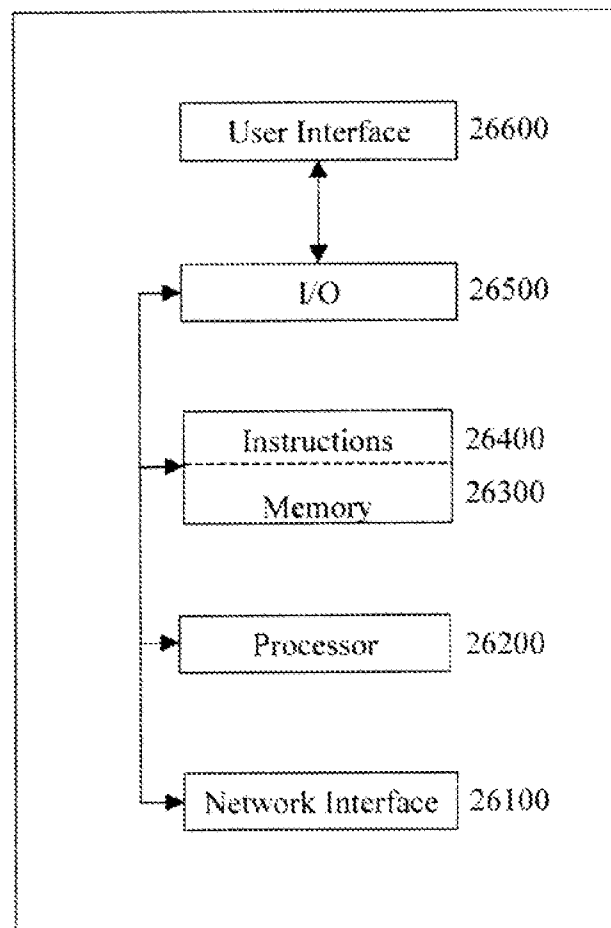 User Interface 26600
I/O 26500
Instructions 26400
Memory 26300
Processor 26200
Network Interface 26100